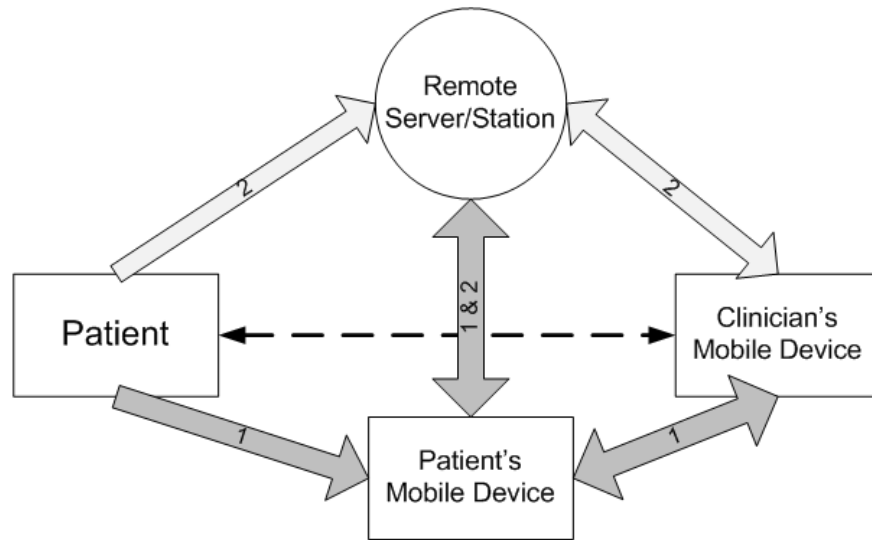 Remote
Server/Station
2
2
1 & 2
Patient
Clinician's
Mobile Device
1
1
Patient's
Mobile Device